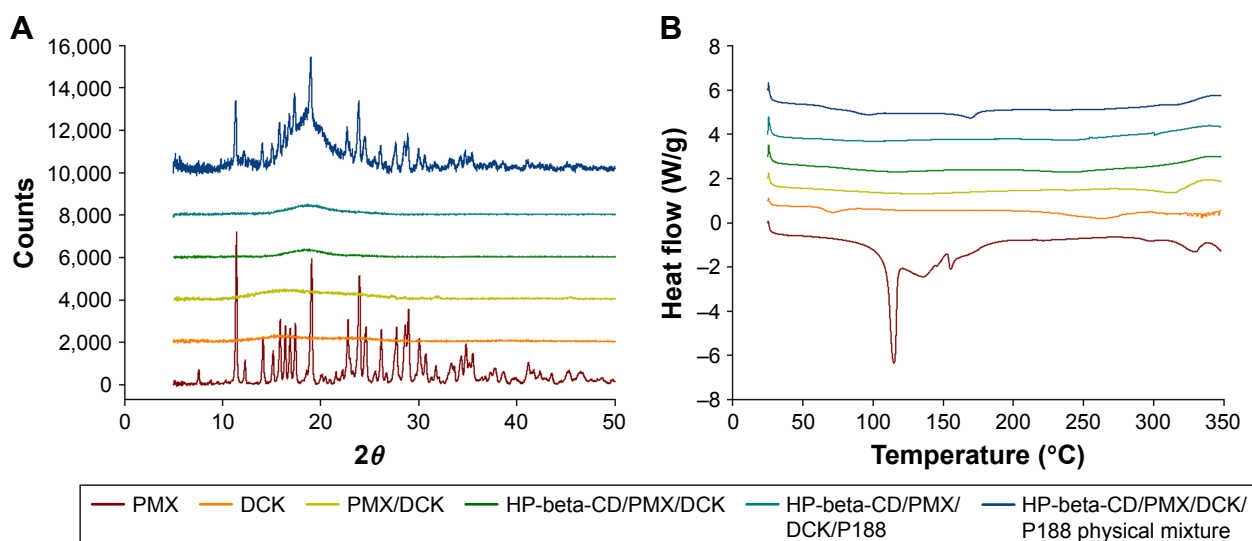 A
16,000
14,000
12,000
10,000
8,000
6,000
4,000
2,000
0
Counts
0 10 20 30 40 50
2θ
B
8
6
4
2
0
–2
–4
–6
–8
Heat flow (W/g)
0 50 100 150 200 250 300 350
Temperature (°C)
PMX DCK PMX/DCK HP-beta-CD/PMX/DCK HP-beta-CD/PMX/ HP-beta-CD/PMX/DCK/
DCK/P188 P188 physical mixture